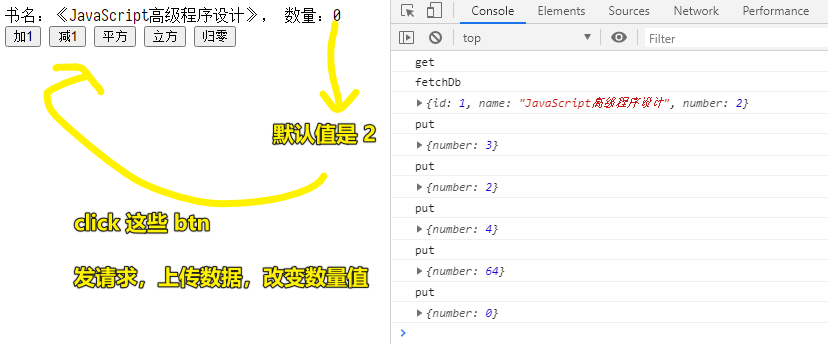 书名：《JavaScript高级程序设计》， 数量：0
加1 减1 平方 立方 归零
默认值是 2
click 这些 btn
发请求，上传数据，改变数量值
Console Elements Sources Network Performance
top Filter
get
fetchDb
{id: 1, name: "JavaScript高级程序设计", number: 2}
put
{number: 3}
put
{number: 2}
put
{number: 4}
put
{number: 64}
put
{number: 0}